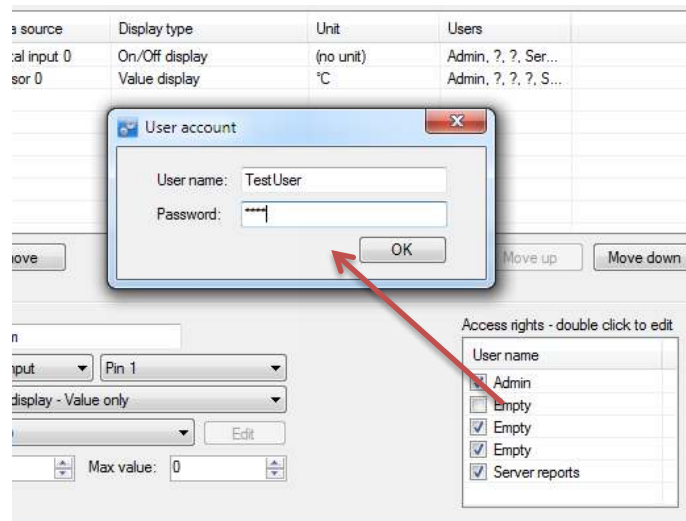 a source Display type Unit Users
tal input 0 On/Off display (no unit) Admin, ?, ?, Ser...
sor 0 Value display °C Admin, ?, ?, ?, S...
User account
User name: TestUser
Password: ****
OK
ove Move up Move down
Access rights - double click to edit
m
User name
nput Pin 1
Admin
display - Value only
Empty
Empty
Edit
Empty
Max value: 0
Server reports